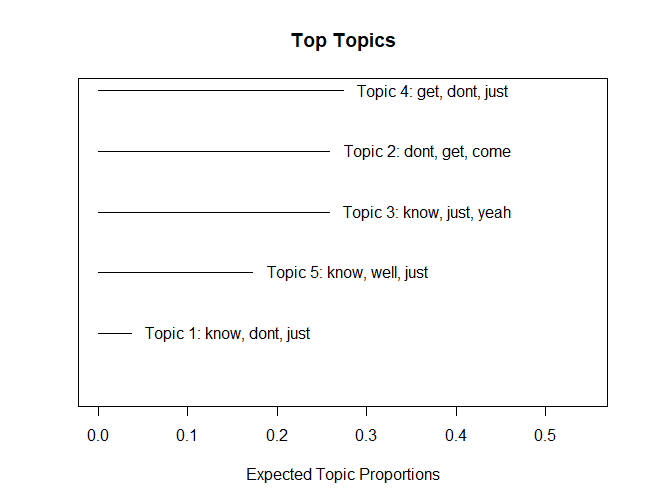 Top Topics
Topic 4: get, dont, just
Topic 2: dont, get, come
Topic 3: know, just, yeah
Topic 5: know, well, just
Topic 1: know, dont, just
0.0 0.1 0.2 0.3 0.4 0.5
Expected Topic Proportions